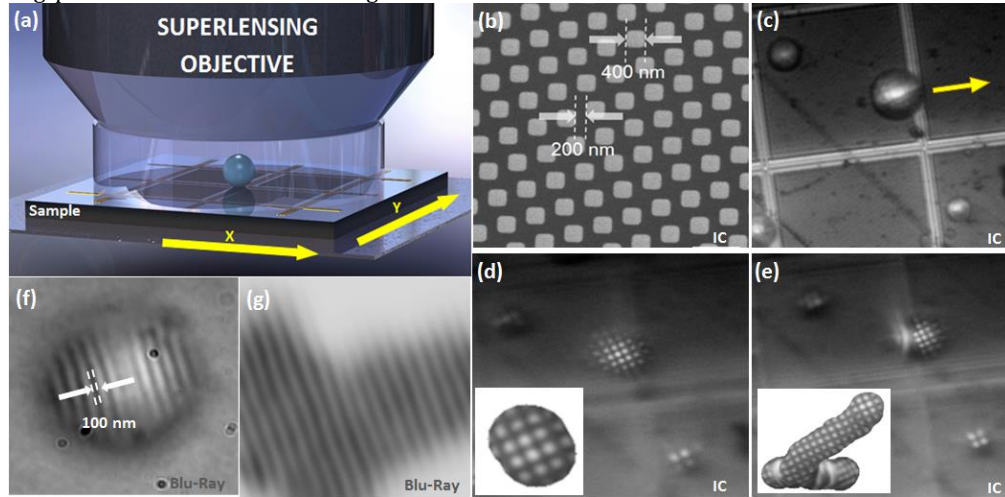 (a)
SUPERLENSING
OBJECTIVE
Sample
X
Y
(b)
400 nm
200 nm
IC
(c)
IC
(f)
100 nm
Blu-Ray
(g)
Blu-Ray
(d)
IC
(e)
IC